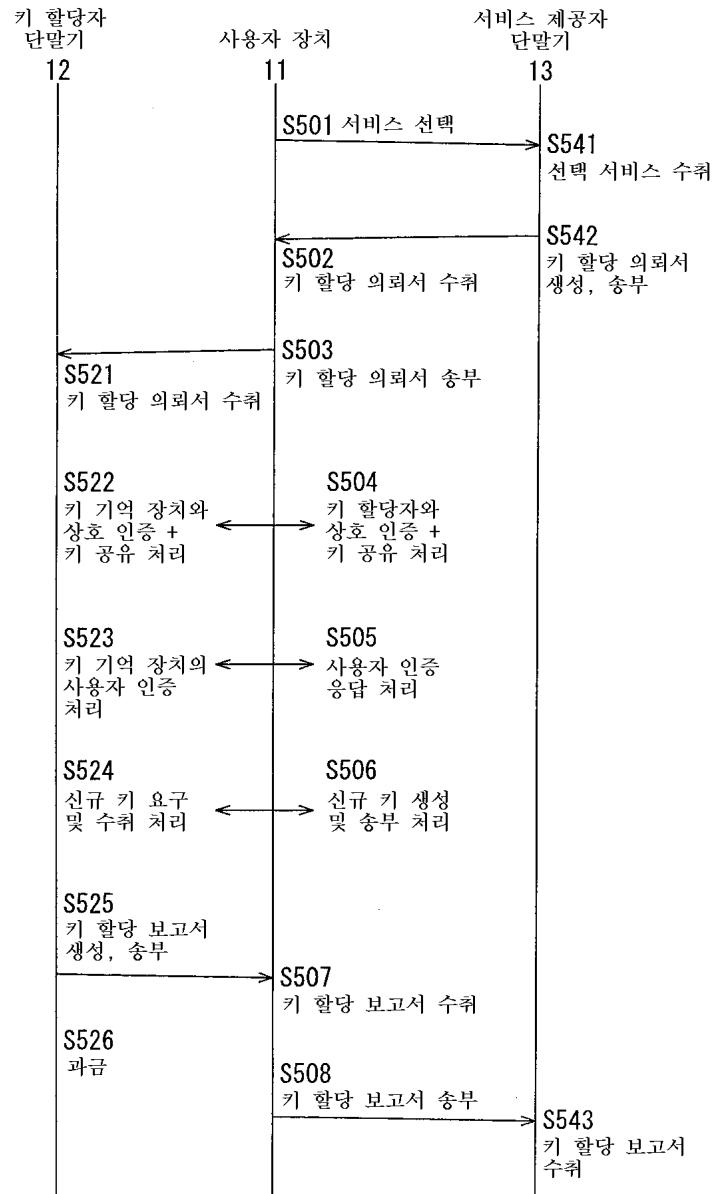 키 할당자
단말기
12
사용자 장치
11
서비스 제공자
단말기
13
S501 서비스 선택
S541
선택 서비스 수취
S542
키 할당 의뢰서
생성, 송부
S502
키 할당 의뢰서 수취
S503
키 할당 의뢰서 송부
S521
키 할당 의뢰서 수취
S522
키 기억 장치와
상호 인증 +
키 공유 처리
S504
키 할당자와
상호 인증 +
키 공유 처리
S523
키 기억 장치의
사용자 인증
처리
S505
사용자 인증
응답 처리
S524
신규 키 요구
및 수취 처리
S506
신규 키 생성
및 송부 처리
S525
키 할당 보고서
생성, 송부
S507
키 할당 보고서 수취
S526
과금
S508
키 할당 보고서 송부
S543
키 할당 보고서
수취